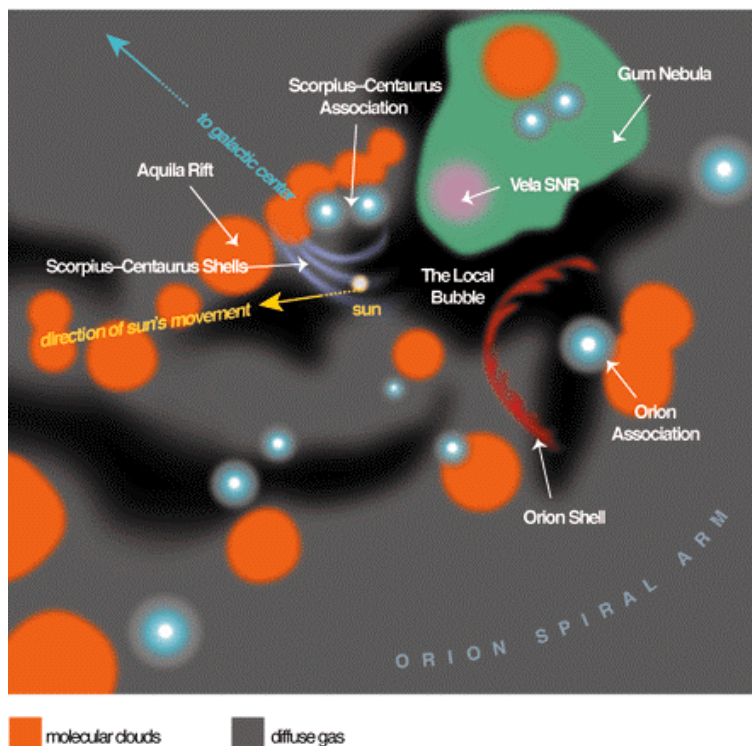 Gum Nebula
Scorpius–Centaurus
Association
to galactic center
Aquila Rift
Vela SNR
Scorpius–Centaurus Shells
The Local
Bubble
sun
direction of sun's movement
Orion
Association
Orion Shell
ORION SPIRAL ARM
molecular clouds
diffuse gas